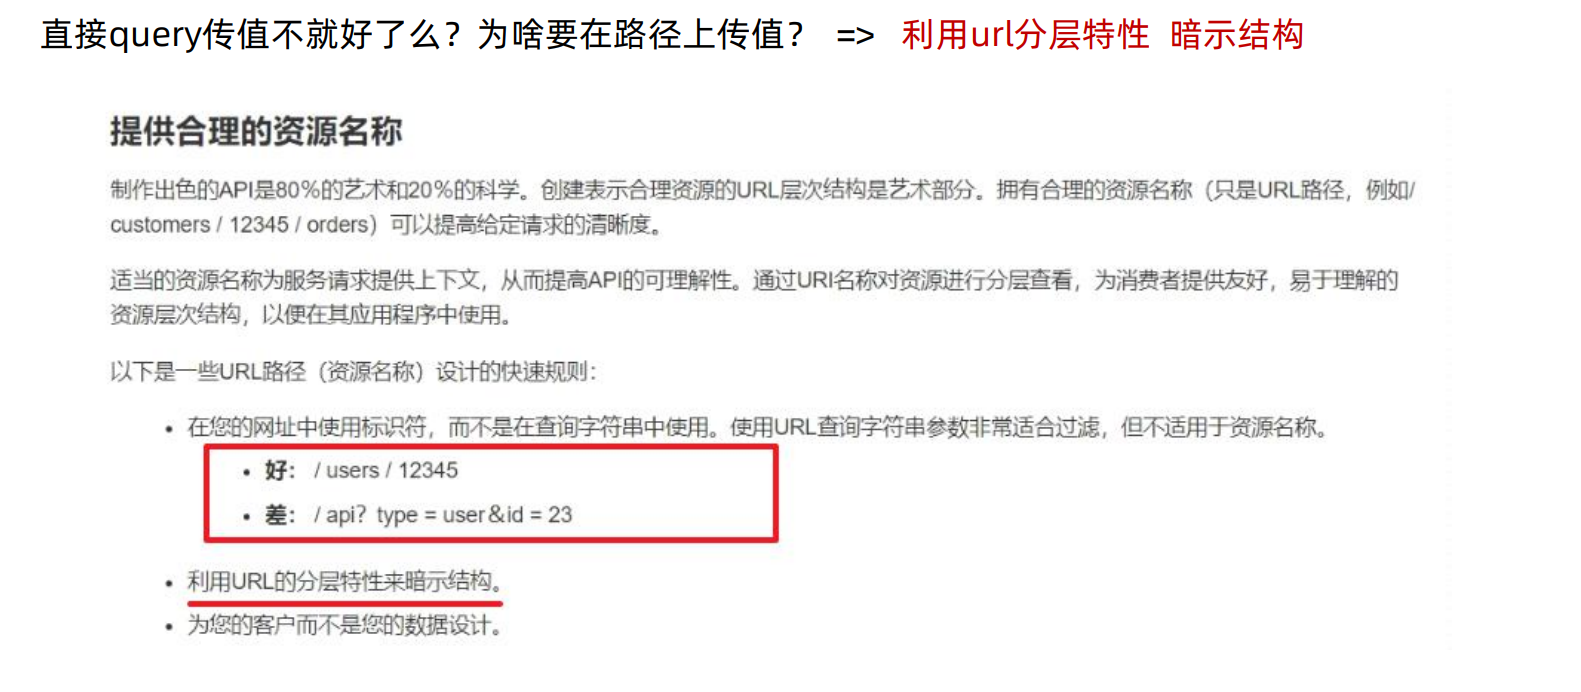 直接query传值不就好了么？为啥要在路径上传值？ => 利用url分层特性 暗示结构
提供合理的资源名称
制作出色的API是80%的艺术和20%的科学。创建表示合理资源的URL层次结构是艺术部分。拥有合理的资源名称（只是URL路径，例如/
customers / 12345 / orders）可以提高给定请求的清晰度。
适当的资源名称为服务请求提供上下文，从而提高API的可理解性。通过URI名称对资源进行分层查看，为消费者提供友好，易于理解的
资源层次结构，以便在其应用程序中使用。
以下是一些URL路径（资源名称）设计的快速规则：
• 在您的网址中使用标识符，而不是在查询字符串中使用。使用URL查询字符串参数非常适合过滤，但不适用于资源名称。
• 好： / users / 12345
• 差： / api？type = user＆id = 23
• 利用URL的分层特性来暗示结构。
• 为您的客户而不是您的数据设计。